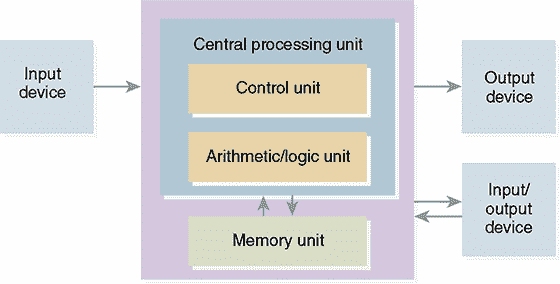 Central processing unit
Input
device
Control unit
Output
device
Arithmetic/logic unit
Input/
output
device
Memory unit